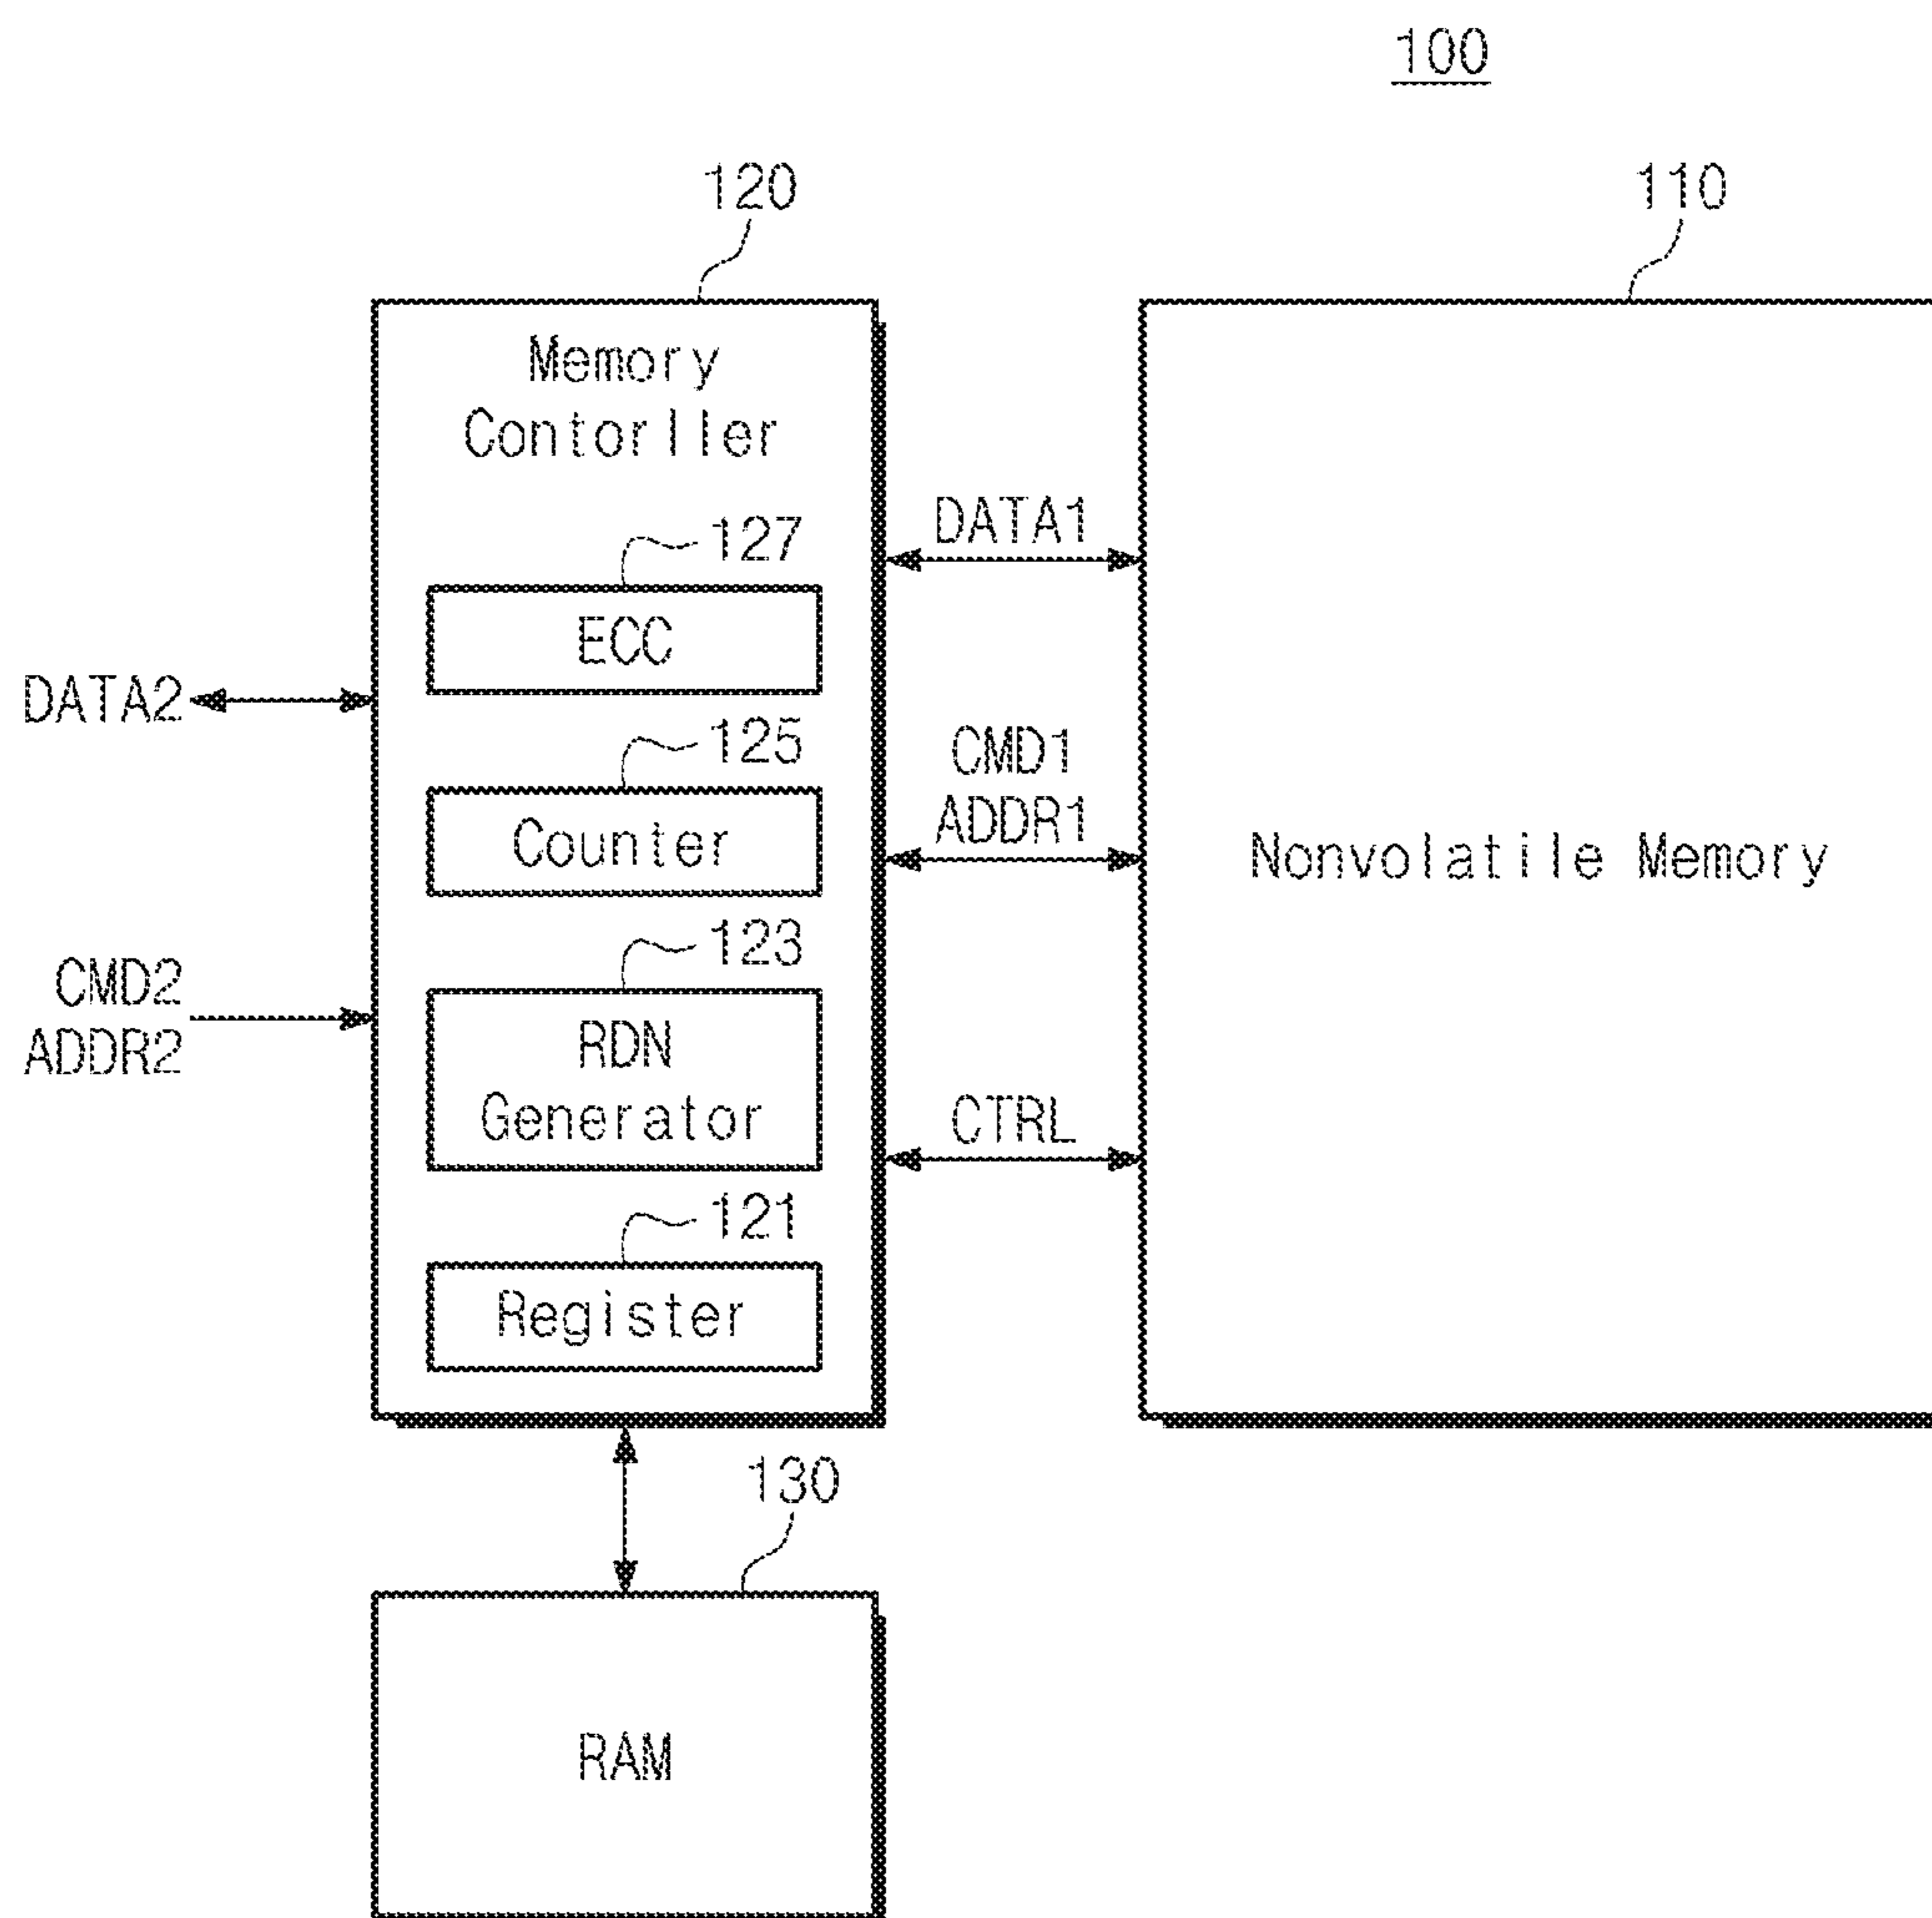 100
120
110
Memory
Contorller
127
DATA1
ECC
DATA2
125
CMD1
ADDR1
Counter
Nonvolatile Memory
123
CMD2
ADDR2
RDN
Generator
CTRL
121
Register
130
RAM